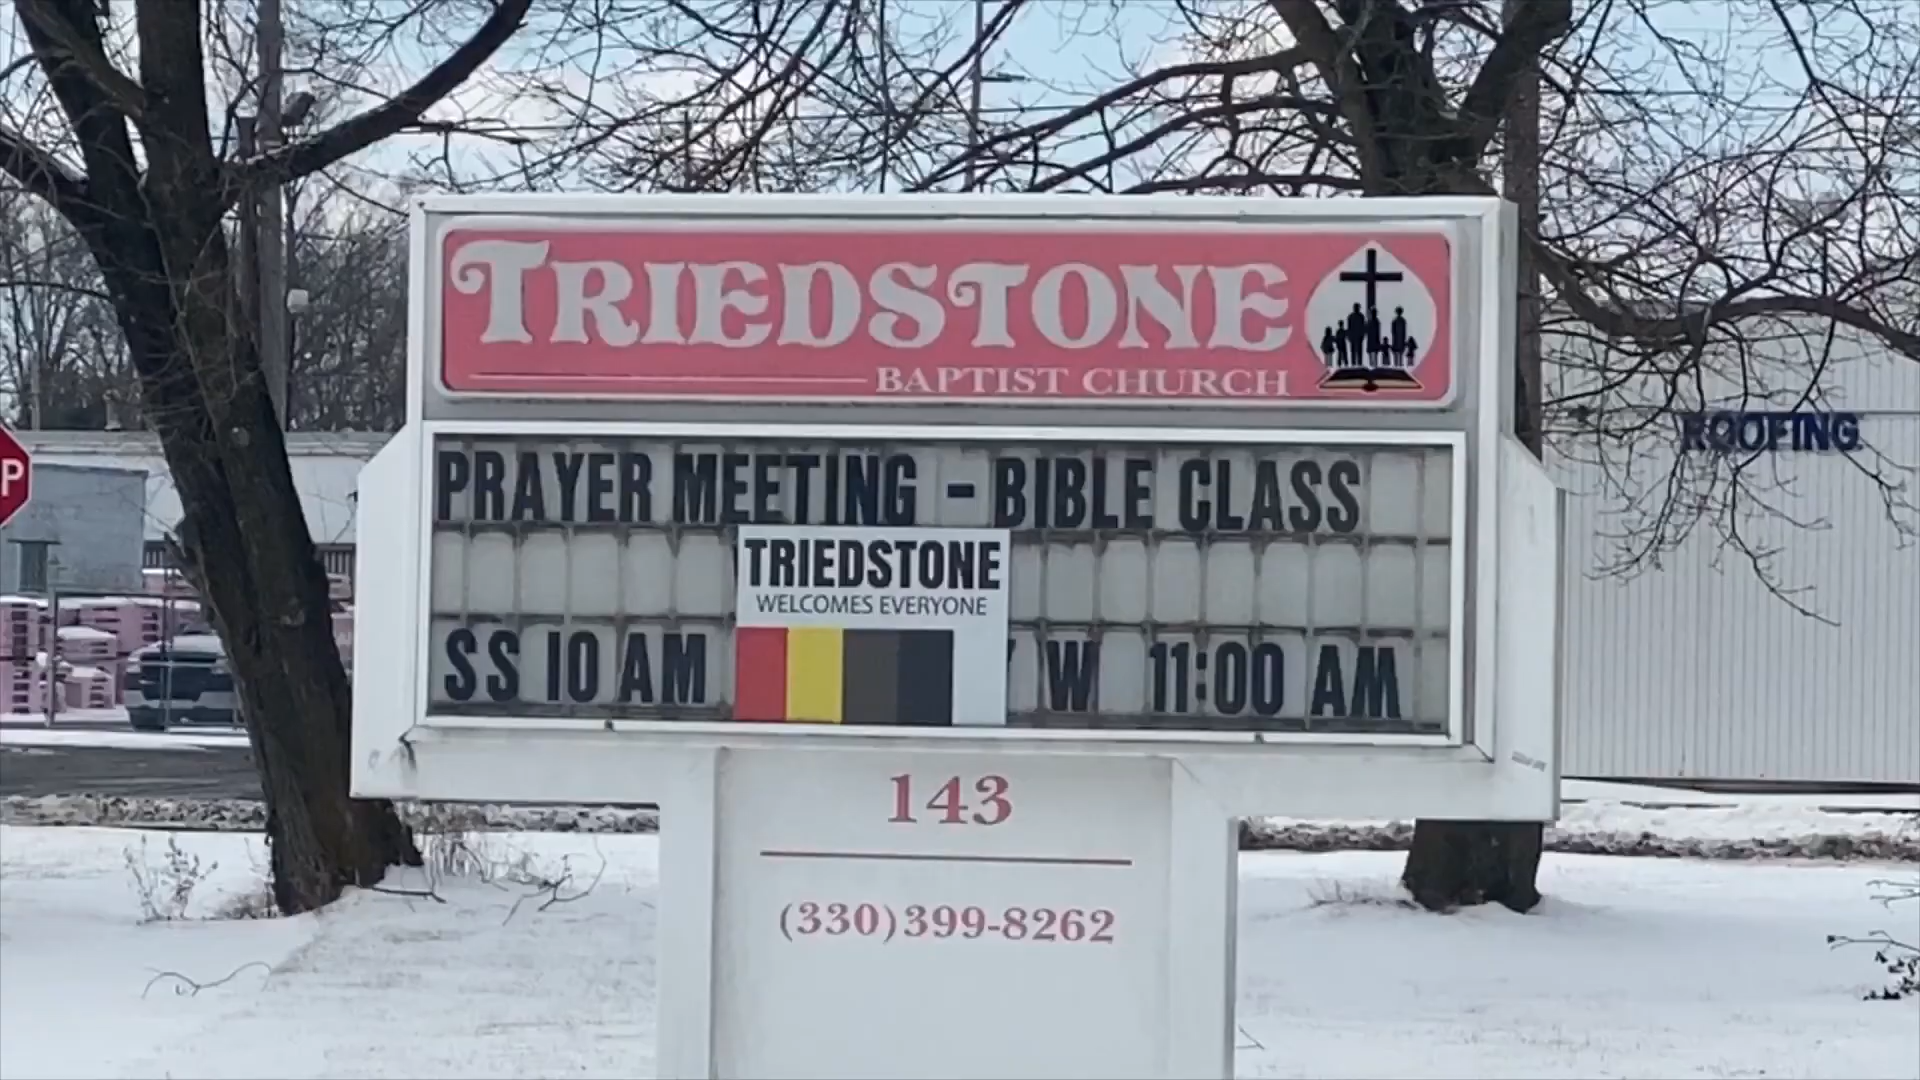 TRIEDSTONE
BAPTIST CHURCH
PRAYER MEETING - BIBLE CLASS
TRIEDSTONE
WELCOMES EVERYONE
SS 10 AM W 11:00 AM
143
(330)399-8262
ROOFING
P